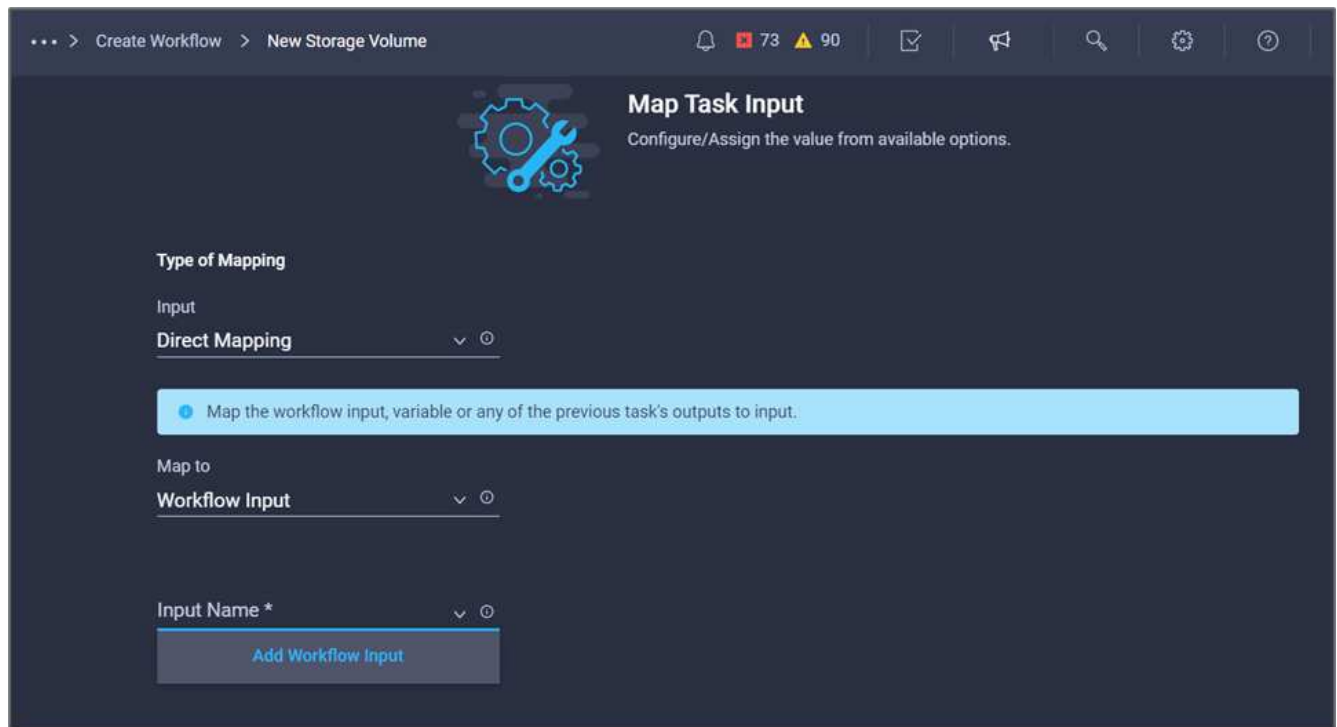 ••• > Create Workflow > New Storage Volume 73 90
Map Task Input
Configure/Assign the value from available options.
Type of Mapping
Input
Direct Mapping
Map the workflow input, variable or any of the previous task's outputs to input.
Map to
Workflow Input
Input Name *
Add Workflow Input